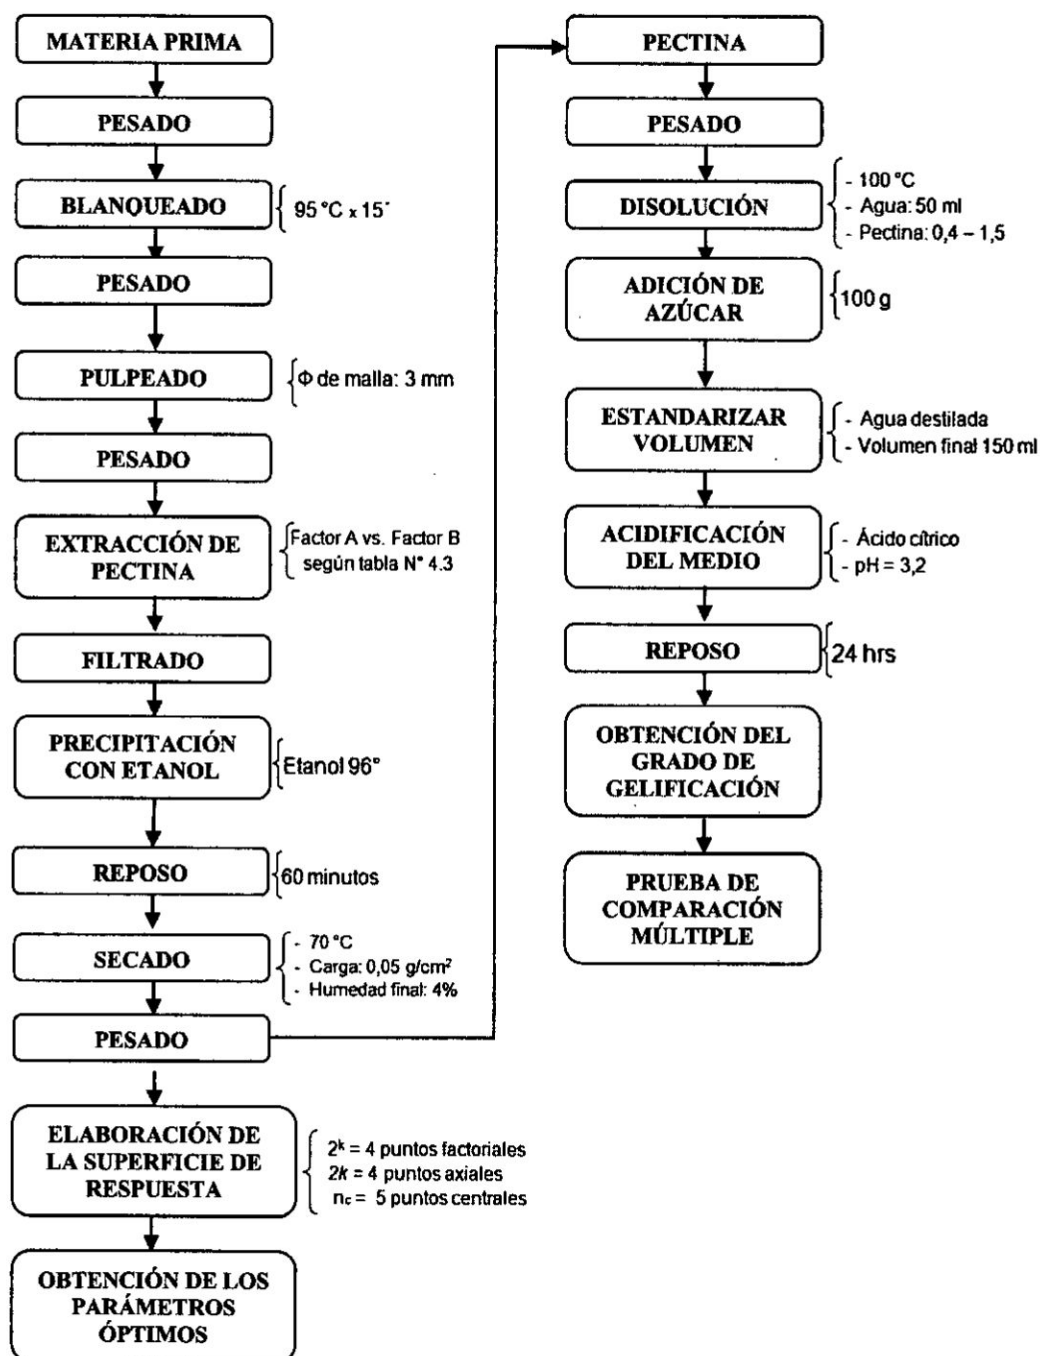 MATERIA PRIMA
PESADO
BLANQUEADO
95 °C x 15´
PESADO
PULPEADO
Φ de malla: 3 mm
PESADO
EXTRACCIÓN DE
PECTINA
Factor A vs. Factor B
según tabla N° 4.3
FILTRADO
PRECIPITACIÓN
CON ETANOL
Etanol 96°
REPOSO
60 minutos
SECADO
- 70 °C
- Carga: 0,05 g/cm²
- Humedad final: 4%
PESADO
ELABORACIÓN DE
LA SUPERFICIE DE
RESPUESTA
2ᵏ = 4 puntos factoriales
2k = 4 puntos axiales
nc = 5 puntos centrales
OBTENCIÓN DE LOS
PARÁMETROS
ÓPTIMOS
PECTINA
PESADO
DISOLUCIÓN
- 100 °C
- Agua: 50 ml
- Pectina: 0,4 – 1,5
ADICIÓN DE
AZÚCAR
100 g
ESTANDARIZAR
VOLUMEN
- Agua destilada
- Volumen final 150 ml
ACIDIFICACIÓN
DEL MEDIO
- Ácido cítrico
- pH = 3,2
REPOSO
24 hrs
OBTENCIÓN DEL
GRADO DE
GELIFICACIÓN
PRUEBA DE
COMPARACIÓN
MÚLTIPLE